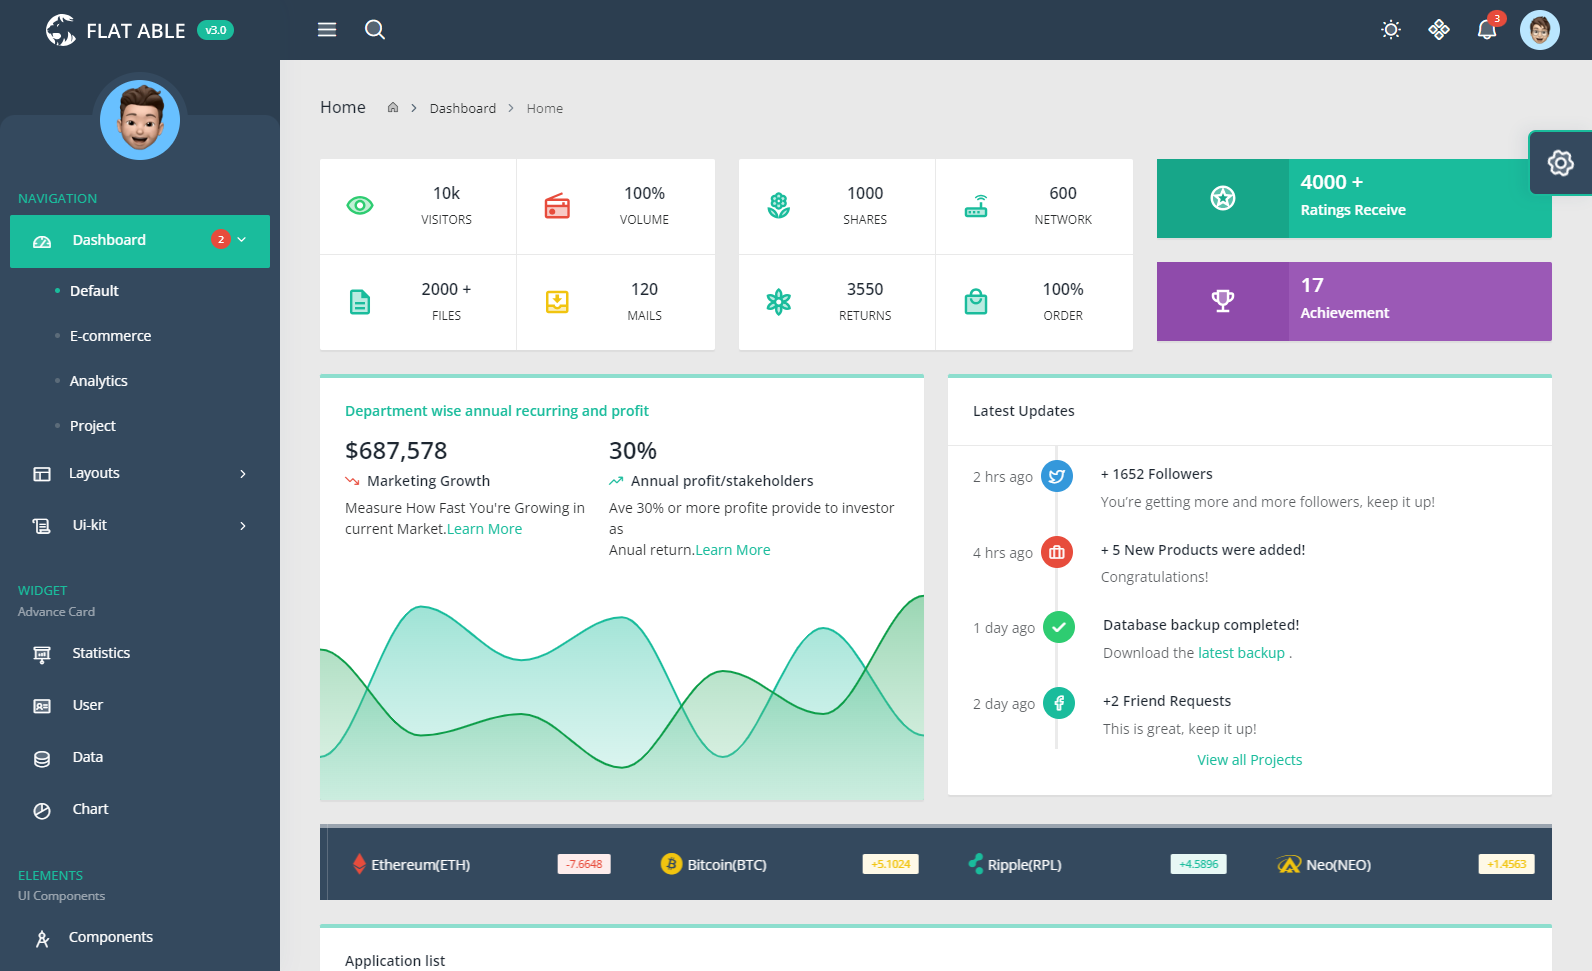 FLAT ABLE v3.0
3
NAVIGATION
Dashboard 2
Default
E-commerce
Analytics
Project
Layouts
Ui-kit
WIDGET
Advance Card
Statistics
User
Data
Chart
ELEMENTS
UI Components
Components
Home Dashboard Home
10k
VISITORS
100%
VOLUME
2000 +
FILES
120
MAILS
1000
SHARES
600
NETWORK
3550
RETURNS
100%
ORDER
4000 +
Ratings Receive
17
Achievement
Department wise annual recurring and profit
$687,578
Marketing Growth
Measure How Fast You're Growing in
current Market.Learn More
30%
Annual profit/stakeholders
Ave 30% or more profite provide to investor
as
Anual return.Learn More
Latest Updates
2 hrs ago
+ 1652 Followers
You’re getting more and more followers, keep it up!
4 hrs ago
+ 5 New Products were added!
Congratulations!
1 day ago
Database backup completed!
Download the latest backup .
2 day ago
+2 Friend Requests
This is great, keep it up!
View all Projects
Ethereum(ETH) -7.6648
Bitcoin(BTC) +5.1024
Ripple(RPL) +4.5896
Neo(NEO) +1.4563
Application list